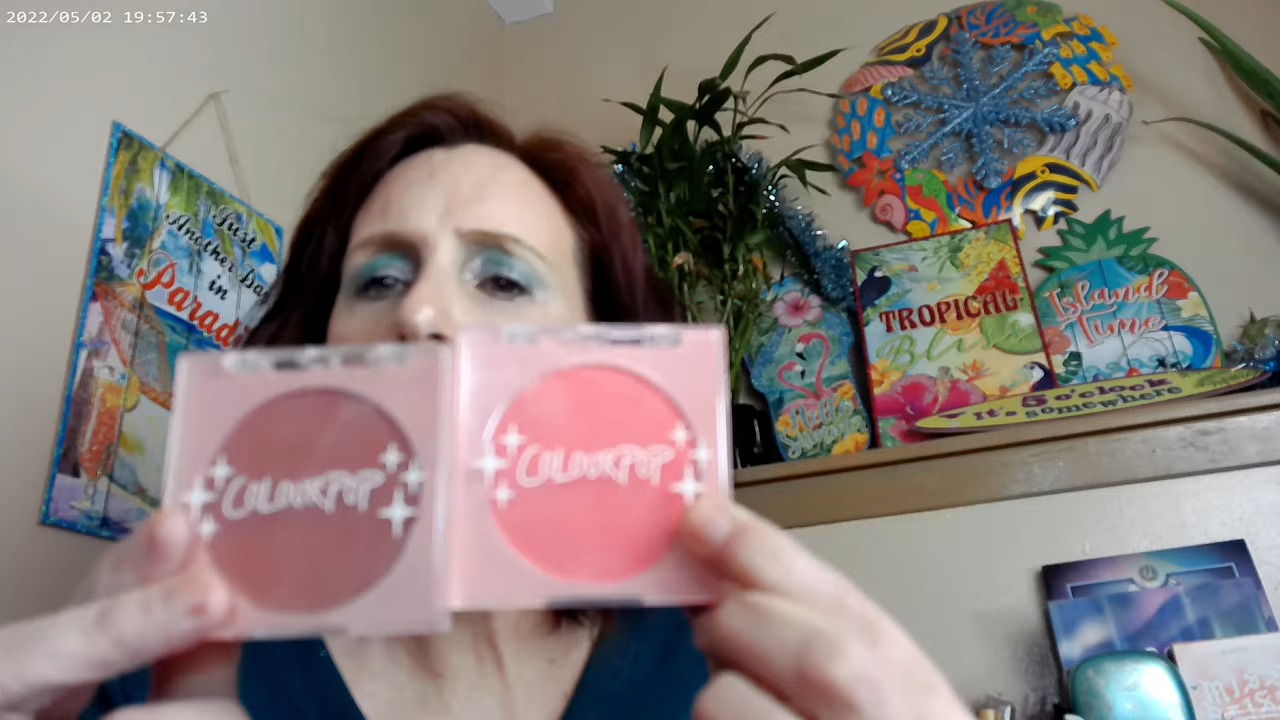 2022/05/02 19:57:43
Just
Another Day
in
COLOURPOP
COLOURPOP
TROPICAL
Bliss
Island
Time
5 o'clock
it's somewhere
Hello